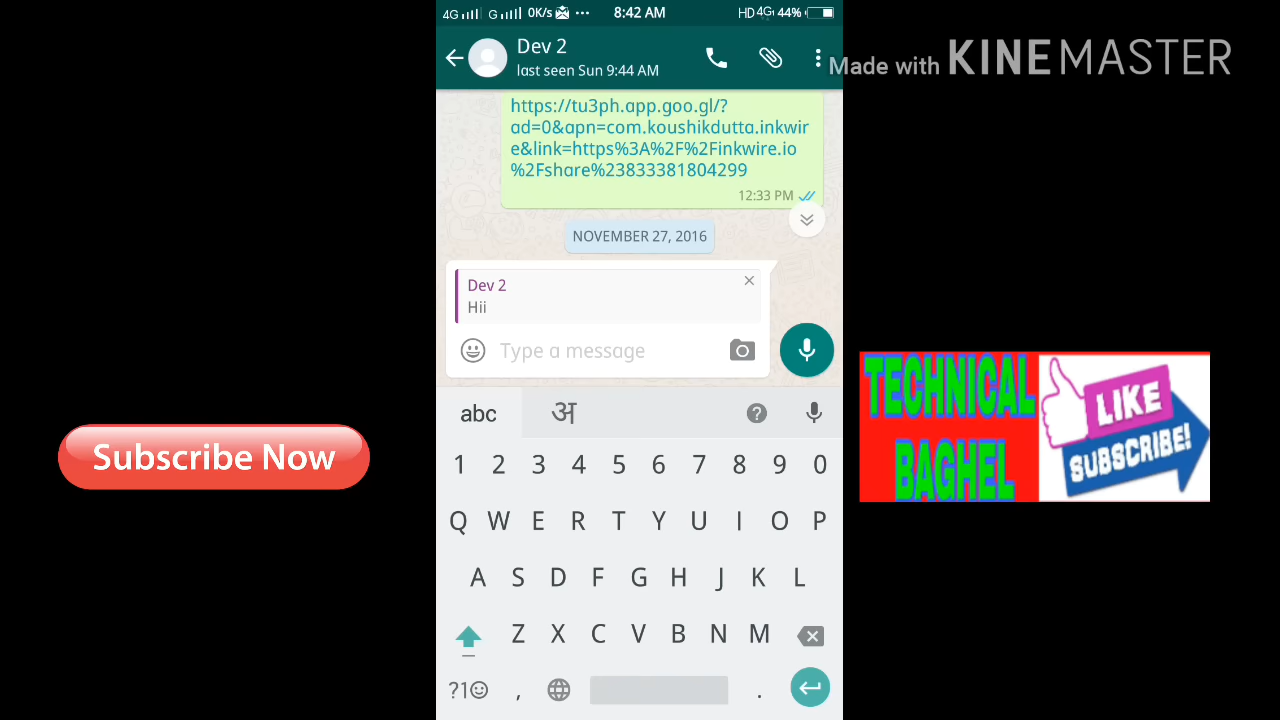 4G G 0K/s 8:42 AM HD 4G 44%
Dev 2
last seen Sun 9:44 AM
Made with KINEMASTER
https://tu3ph.app.goo.gl/?
ad=0&apn=com.koushikdutta.inkwir
e&link=https%3A%2F%2Finkwire.io
%2Fshare%23833381804299
12:33 PM
NOVEMBER 27, 2016
Dev 2
Hii
Type a message
abc अ
1 2 3 4 5 6 7 8 9 0
Q W E R T Y U I O P
A S D F G H J K L
Z X C V B N M
?1☺ , .
Subscribe Now
TECHNICAL
BAGHEL
LIKE
SUBSCRIBE!